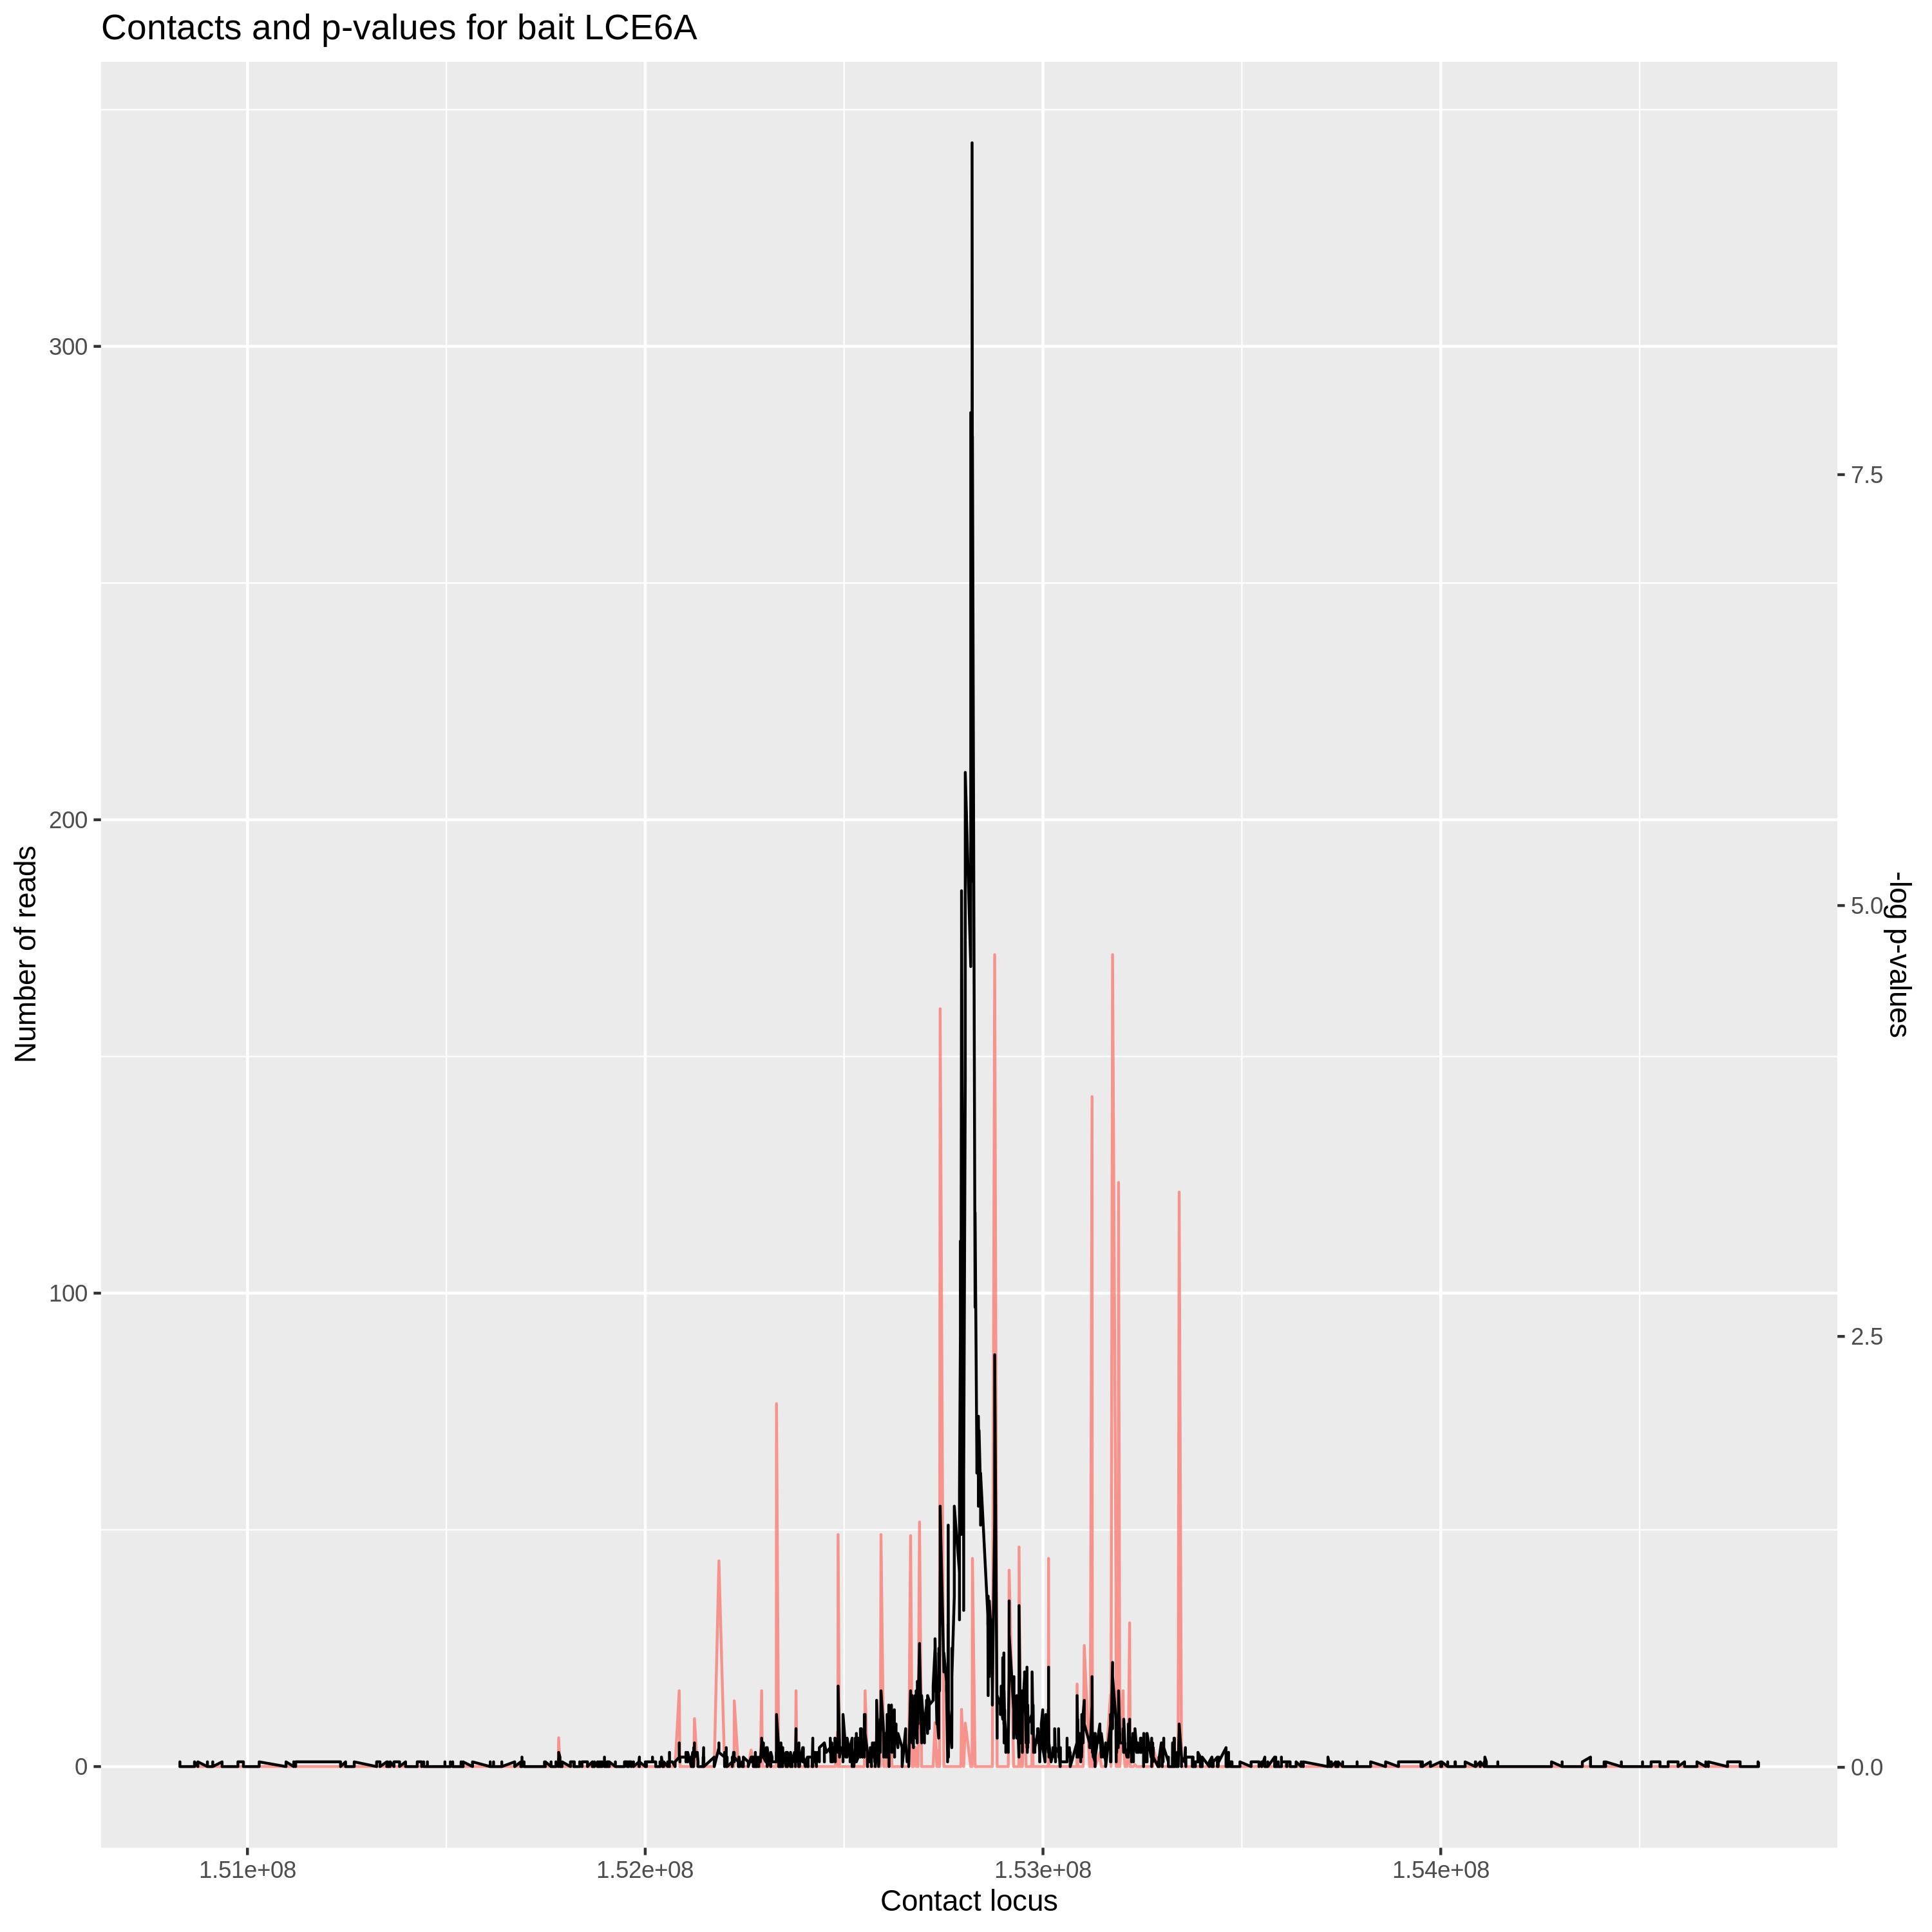 Contacts and p-values for bait LCE6A
300
200
100
0
Number of reads
7.5
5.0
2.5
0.0
-log p-values
1.51e+08
1.52e+08
1.53e+08
1.54e+08
Contact locus